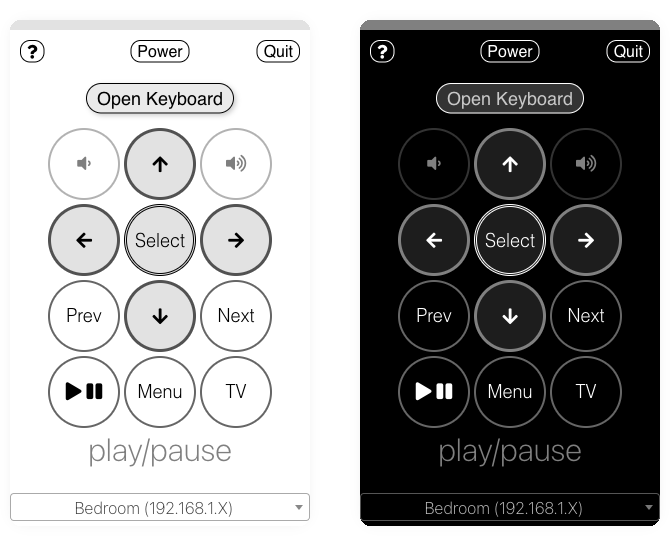 ? Power Quit
Open Keyboard
Select
Prev Next
Menu TV
play/pause
Bedroom (192.168.1.X)
? Power Quit
Open Keyboard
Select
Prev Next
Menu TV
play/pause
Bedroom (192.168.1.X)